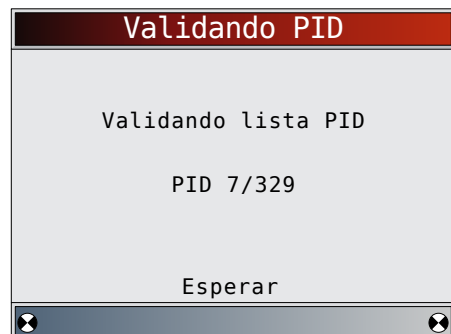 Validando PID
Validando lista PID
PID 7/329
Esperar